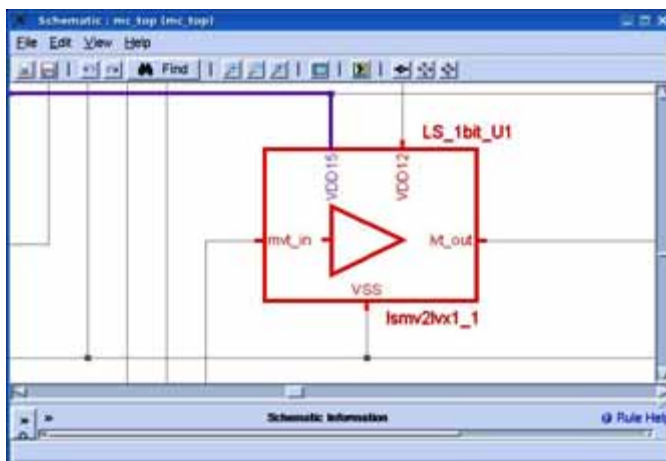 Schematic : mc_top (mc_top)
File Edit View Help
Find
LS_1bit_U1
VDD15
VDD12
mvt_in
lvt_out
VSS
lsmv2lvx1_1
» »
Schematic Information
Rule Help